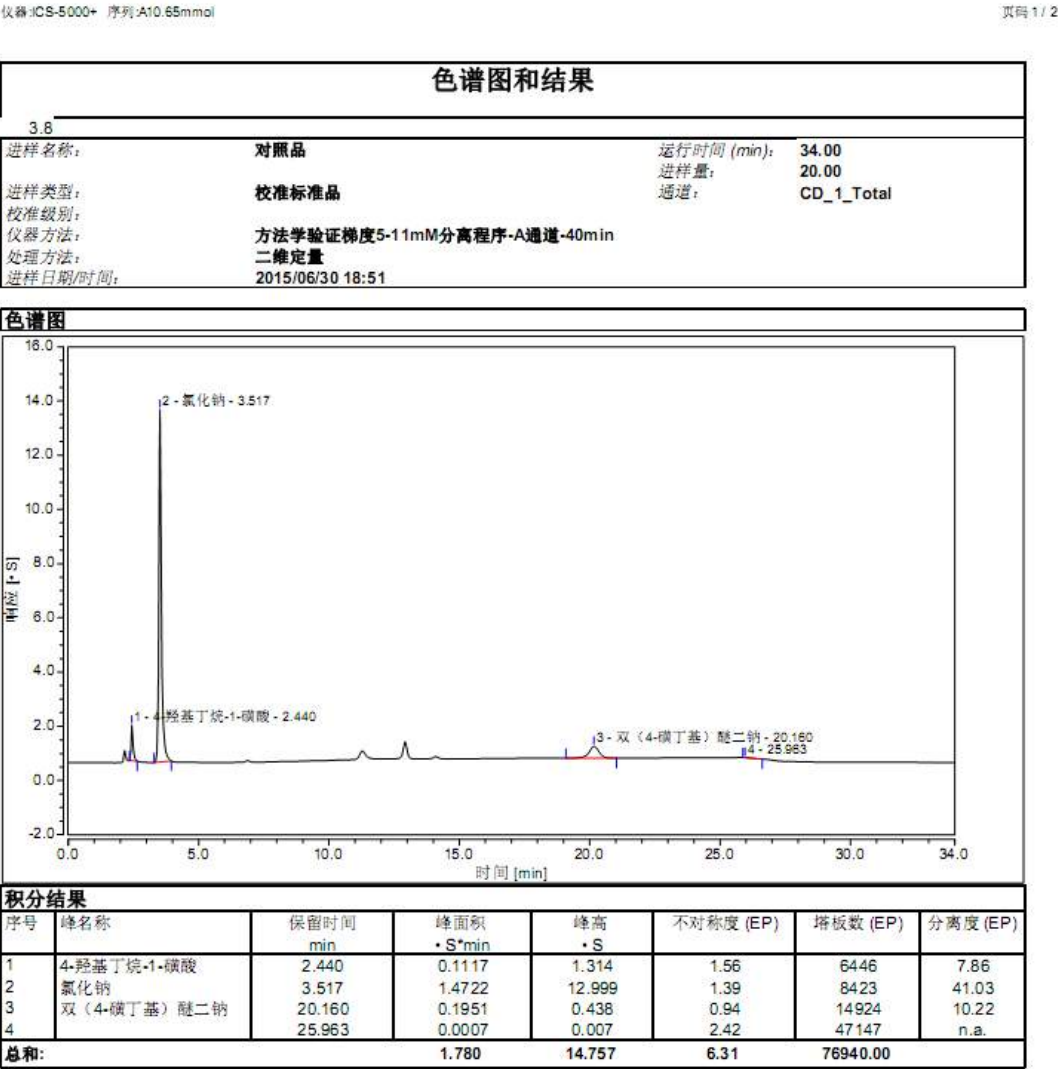 仪器:ICS-5000+ 序列:A10.65mmol 页码 1 / 2
色谱图和结果
3.8
进样名称: 对照品 运行时间 (min): 34.00
进样量: 20.00
进样类型: 校准标准品 通道: CD_1_Total
校准级别:
仪器方法: 方法学验证梯度5-11mM分离程序-A通道-40min
处理方法: 二维定量
进样日期/时间: 2015/06/30 18:51
色谱图
16.0
14.0
12.0
10.0
8.0
6.0
4.0
2.0
0.0
-2.0
响应 [• S]
2 - 氯化钠 - 3.517
1 - 4-羟基丁烷-1-磺酸 - 2.440
3 - 双（4-磺丁基）醚二钠 - 20.160
4 - 25.963
0.0 5.0 10.0 15.0 20.0 25.0 30.0 34.0
时间 [min]
积分结果
序号 峰名称 保留时间 峰面积 峰高 不对称度 (EP) 塔板数 (EP) 分离度 (EP)
min • S*min • S
1 4-羟基丁烷-1-磺酸 2.440 0.1117 1.314 1.56 6446 7.86
2 氯化钠 3.517 1.4722 12.999 1.39 8423 41.03
3 双（4-磺丁基）醚二钠 20.160 0.1951 0.438 0.94 14924 10.22
4 25.963 0.0007 0.007 2.42 47147 n.a.
总和: 1.780 14.757 6.31 76940.00